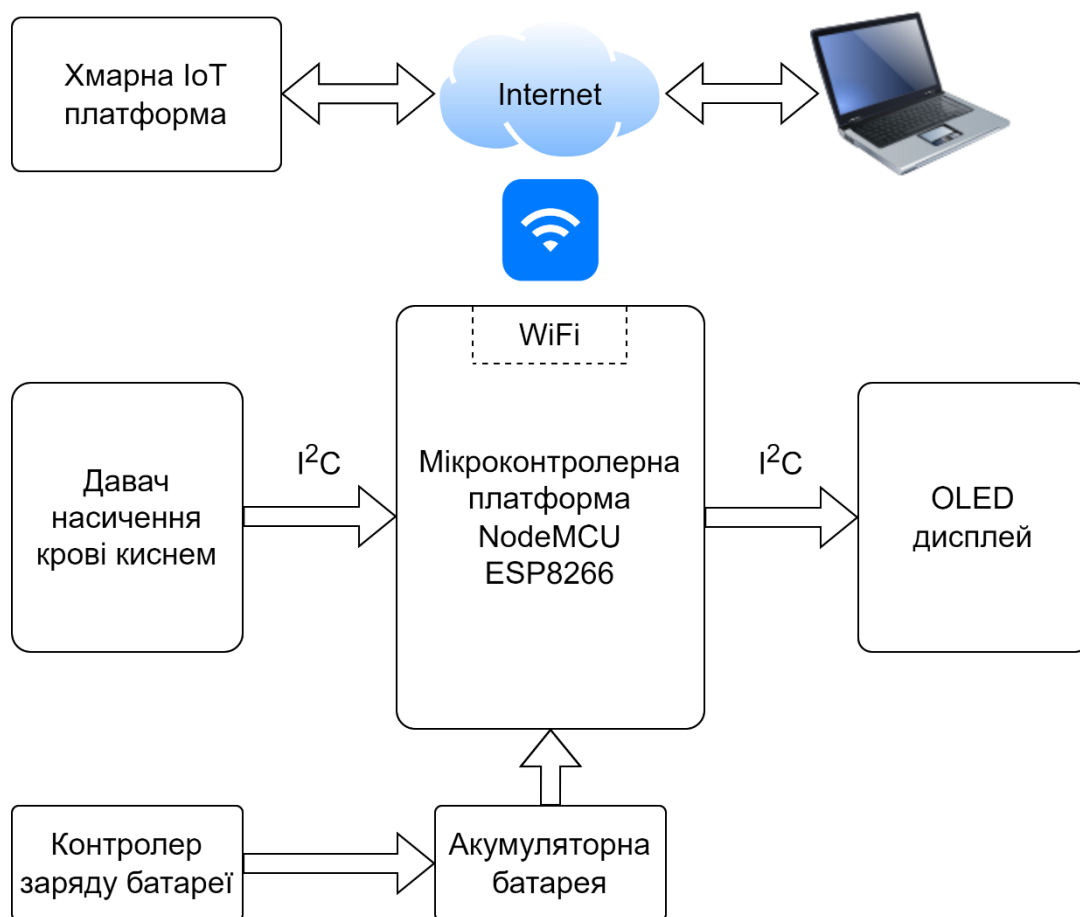 Хмарна IoT
платформа
Internet
WiFi
Давач
насичення
крові киснем
I²C
Мікроконтролерна
платформа
NodeMCU
ESP8266
I²C
OLED
дисплей
Контролер
заряду батареї
Акумуляторна
батарея